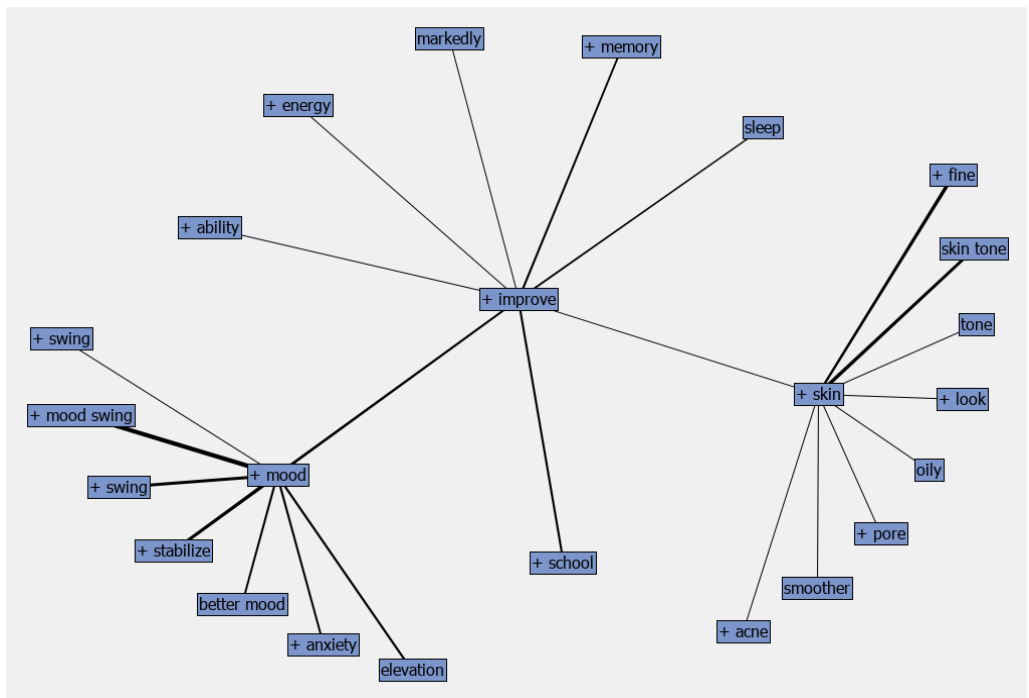 markedly
+ memory
+ energy
sleep
+ fine
+ ability
skin tone
+ improve
tone
+ swing
+ skin
+ look
+ mood swing
oily
+ mood
+ swing
+ pore
+ stabilize
+ school
smoother
better mood
+ acne
+ anxiety
elevation